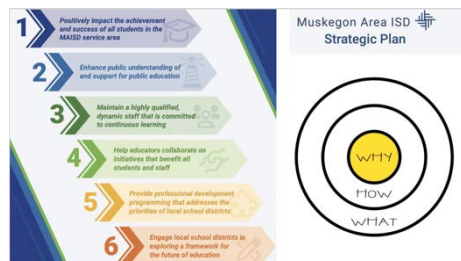 1
Positively impact the achievement
and success of all students in the
MAISD service area
2
Enhance public understanding of
and support for public education
3
Maintain a highly qualified,
dynamic staff that is committed
to continuous learning
4
Help educators collaborate on
initiatives that benefit all
students and staff
5
Provide professional development
programming that addresses the
priorities of local school districts
6
Engage local school districts in
exploring a framework for
the future of education
Muskegon Area ISD
Strategic Plan
WHY
HOW
WHAT